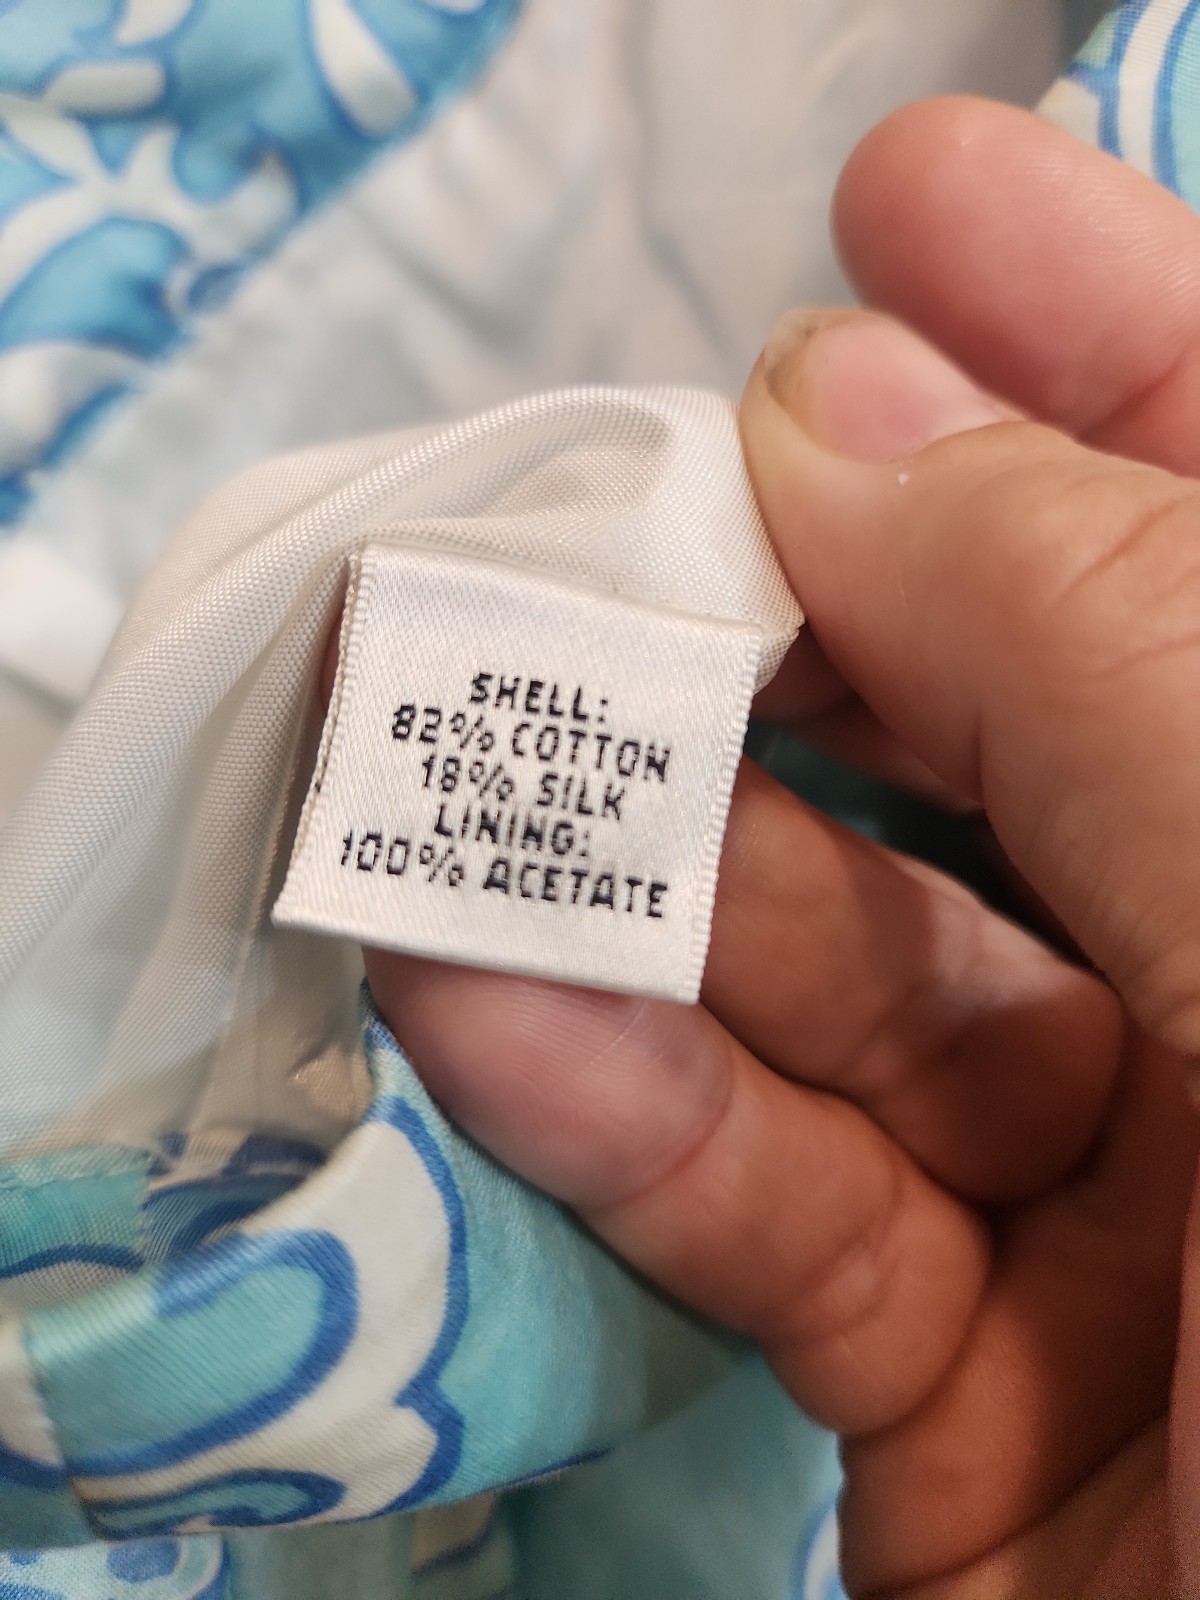 SHELL:
82% COTTON
18% SILK
LINING:
100% ACETATE